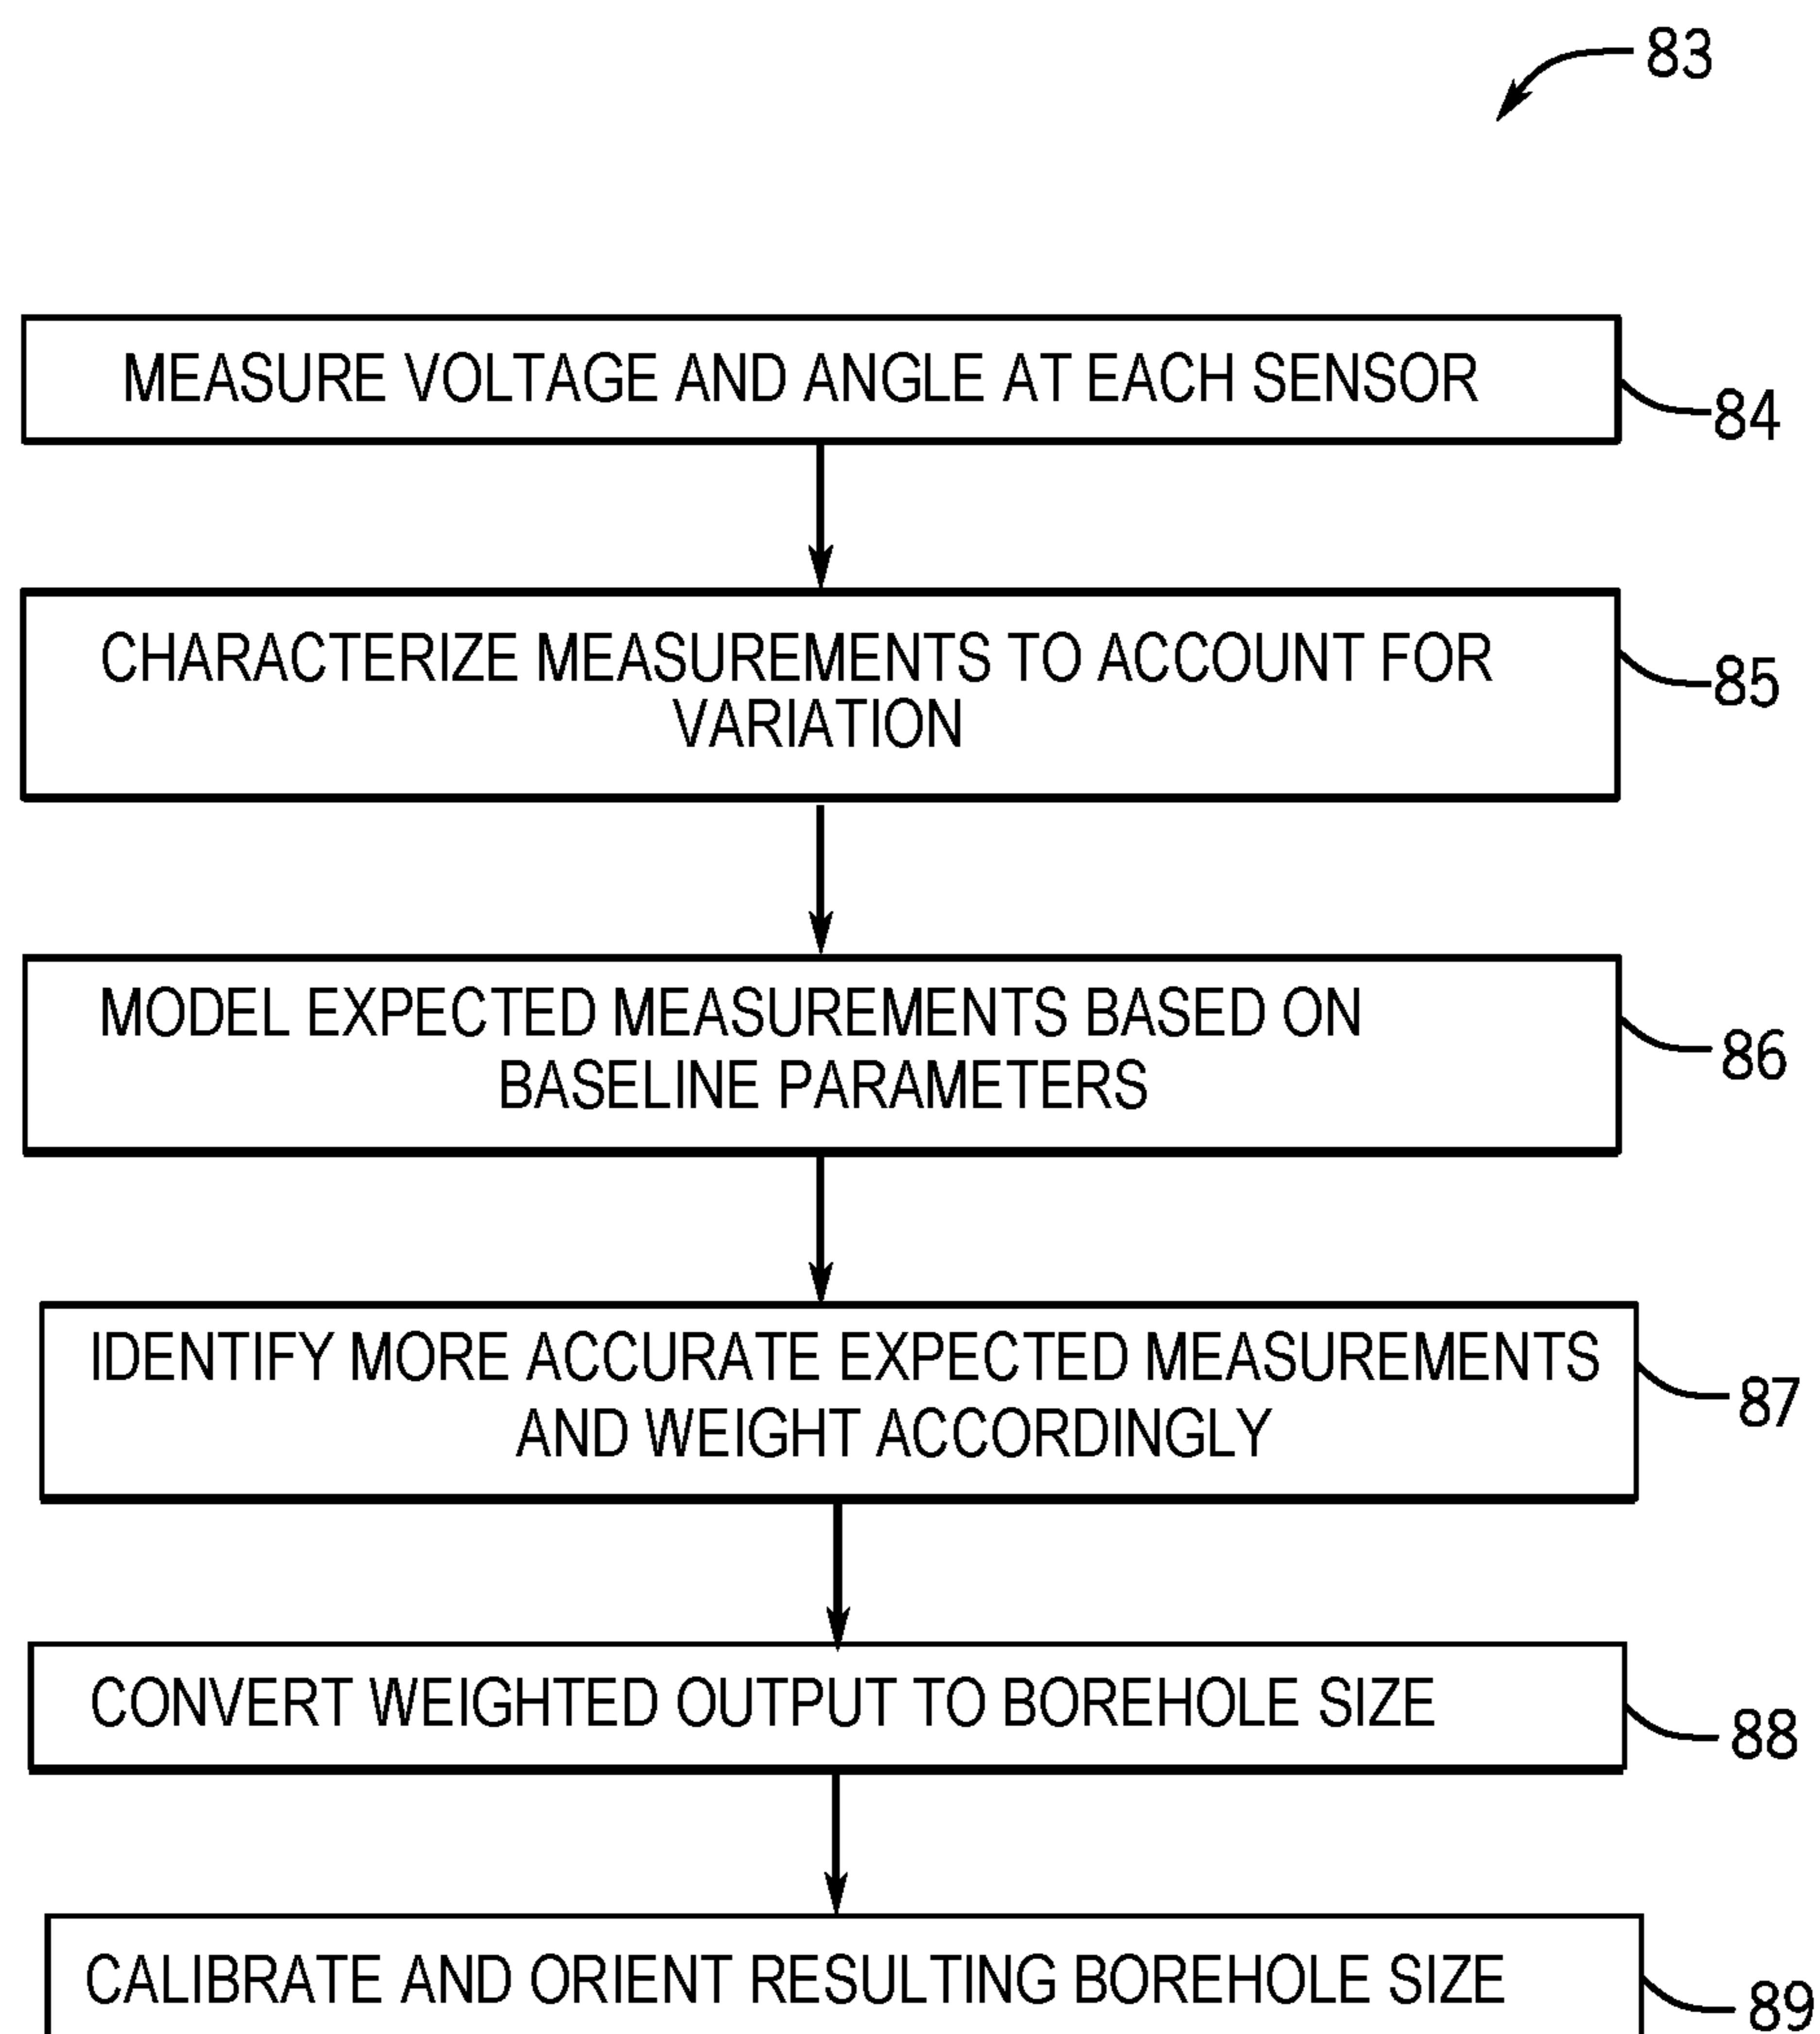 83
MEASURE VOLTAGE AND ANGLE AT EACH SENSOR
84
CHARACTERIZE MEASUREMENTS TO ACCOUNT FOR
VARIATION
85
MODEL EXPECTED MEASUREMENTS BASED ON
BASELINE PARAMETERS
86
IDENTIFY MORE ACCURATE EXPECTED MEASUREMENTS
AND WEIGHT ACCORDINGLY
87
CONVERT WEIGHTED OUTPUT TO BOREHOLE SIZE
88
CALIBRATE AND ORIENT RESULTING BOREHOLE SIZE
89